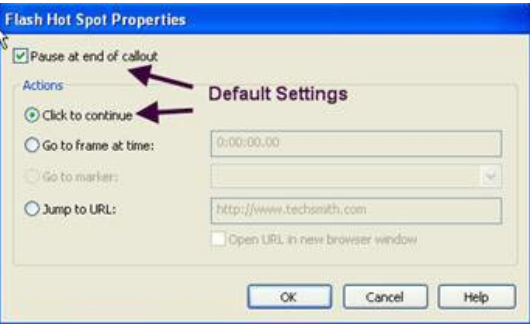 Flash Hot Spot Properties
Pause at end of callout
Actions
Default Settings
Click to continue
Go to frame at time: 0:00:00.00
Go to marker:
Jump to URL: http://www.techsmith.com
Open URL in new browser window
OK Cancel Help